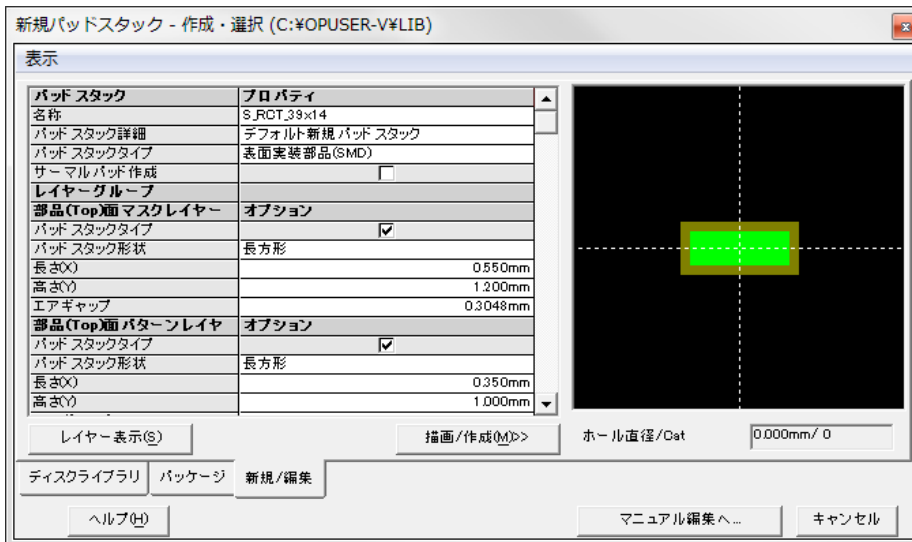 新規パッドスタック - 作成・選択 (C:¥OPUSER-V¥LIB)
表示
パッド スタック プロパティ
名称 S_RCT_39x14
パッド スタック詳細 デフォルト新規 パッド スタック
パッド スタックタイプ 表面実装部品(SMD)
サーマルパッド作成
レイヤーグループ
部品(Top)面 マスクレイヤー オプション
パッド スタックタイプ
パッド スタック形状 長方形
長さ(X) 0.550mm
高さ(Y) 1.200mm
エアギャップ 0.3048mm
部品(Top)面 パターンレイヤ オプション
パッド スタックタイプ
パッド スタック形状 長方形
長さ(X) 0.350mm
高さ(Y) 1.000mm
レイヤー表示(S) 描画/作成(M)>> ホール直径/Cat 0.000mm/ 0
ディスクライブラリ パッケージ 新規/編集
ヘルプ(H) マニュアル編集へ... キャンセル